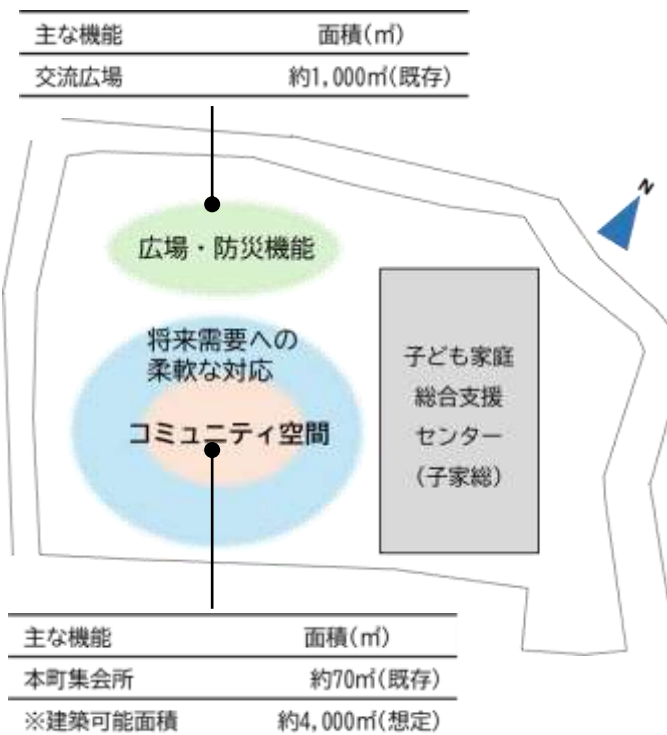 主な機能 面積(㎡)
交流広場 約1,000㎡(既存)
N
広場・防災機能
将来需要への
柔軟な対応
コミュニティ空間
子ども家庭
総合支援
センター
(子家総)
主な機能 面積(㎡)
本町集会所 約70㎡(既存)
※建築可能面積 約4,000㎡(想定)